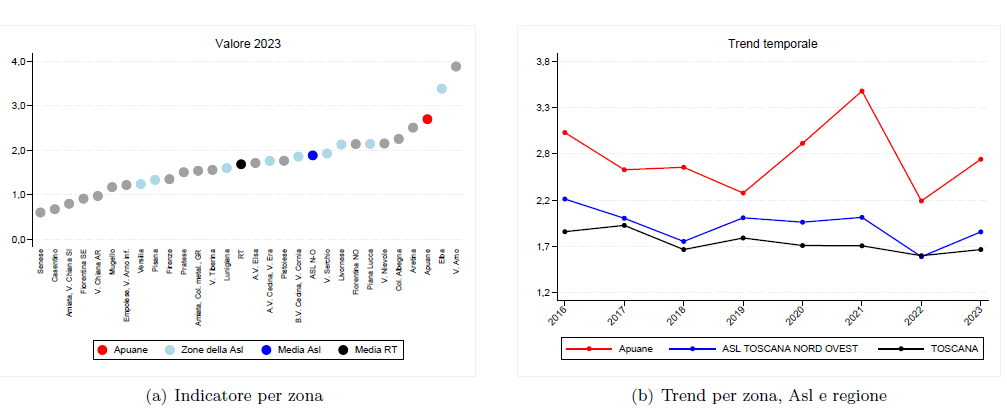 Valore 2023
4,0
3,0
2,0
1,0
0,0
Senese
Casentino
Amiata, V. Chiana SI
Fiorentina SE
V. Chiana AR
Mugello
Empolese, V. Arno Inf.
Versilia
Pisana
Firenze
Pratese
Amiata, Col. metal., GR
V. Tiberina
Lunigiana
RT
A.V. Elsa
A.V. Cecina, V. Era
Pistoiese
B.V. Cecina, V. Cornia
ASL N-O
V. Serchio
Livornese
Fiorentina NO
Piana Lucca
V. Nievole
Col. Albegna
Aretina
Apuane
Elba
V. Arno
Apuane Zone della Asl Media Asl Media RT
(a) Indicatore per zona
Trend temporale
3,8
3,3
2,8
2,2
1,7
1,2
2016 2017 2018 2019 2020 2021 2022 2023
Apuane ASL TOSCANA NORD OVEST TOSCANA
(b) Trend per zona, Asl e regione